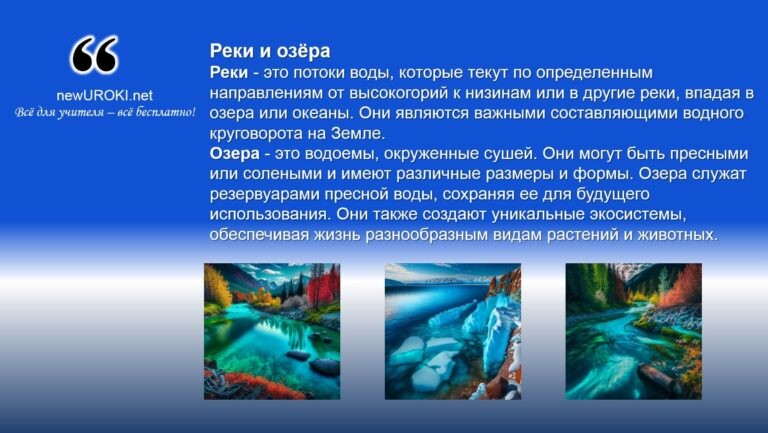 newUROKI.net
Всё для учителя – всё бесплатно!
Реки и озёра
Реки - это потоки воды, которые текут по определенным
направлениям от высокогорий к низинам или в другие реки, впадая в
озера или океаны. Они являются важными составляющими водного
круговорота на Земле.
Озера - это водоемы, окруженные сушей. Они могут быть пресными
или солеными и имеют различные размеры и формы. Озера служат
резервуарами пресной воды, сохраняя ее для будущего
использования. Они также создают уникальные экосистемы,
обеспечивая жизнь разнообразным видам растений и животных.